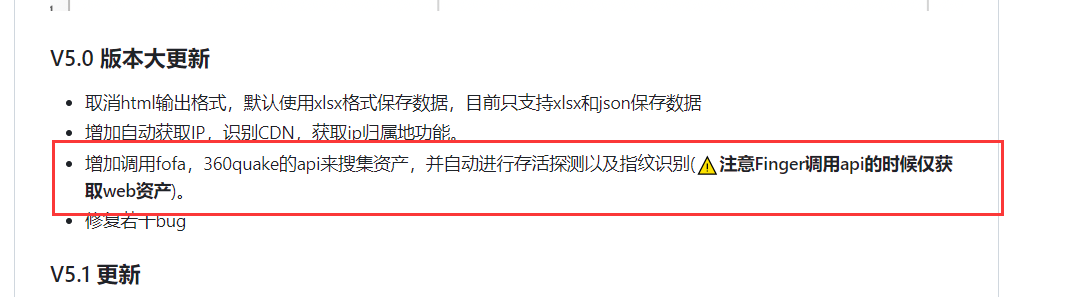 V5.0 版本大更新
取消html输出格式，默认使用xlsx格式保存数据，目前只支持xlsx和json保存数据
增加自动获取IP，识别CDN，获取ip归属地功能。
增加调用fofa，360quake的api来搜集资产，并自动进行存活探测以及指纹识别(⚠注意Finger调用api的时候仅获
取web资产)。
修复若干bug
V5.1 更新